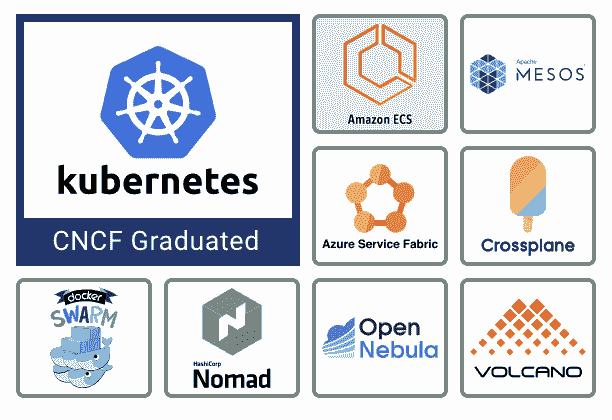 kubernetes
CNCF Graduated
Amazon ECS
Apache
MESOS
Azure Service Fabric
Crossplane
docker
SWARM
HashiCorp
Nomad
Open
Nebula
VOLCANO